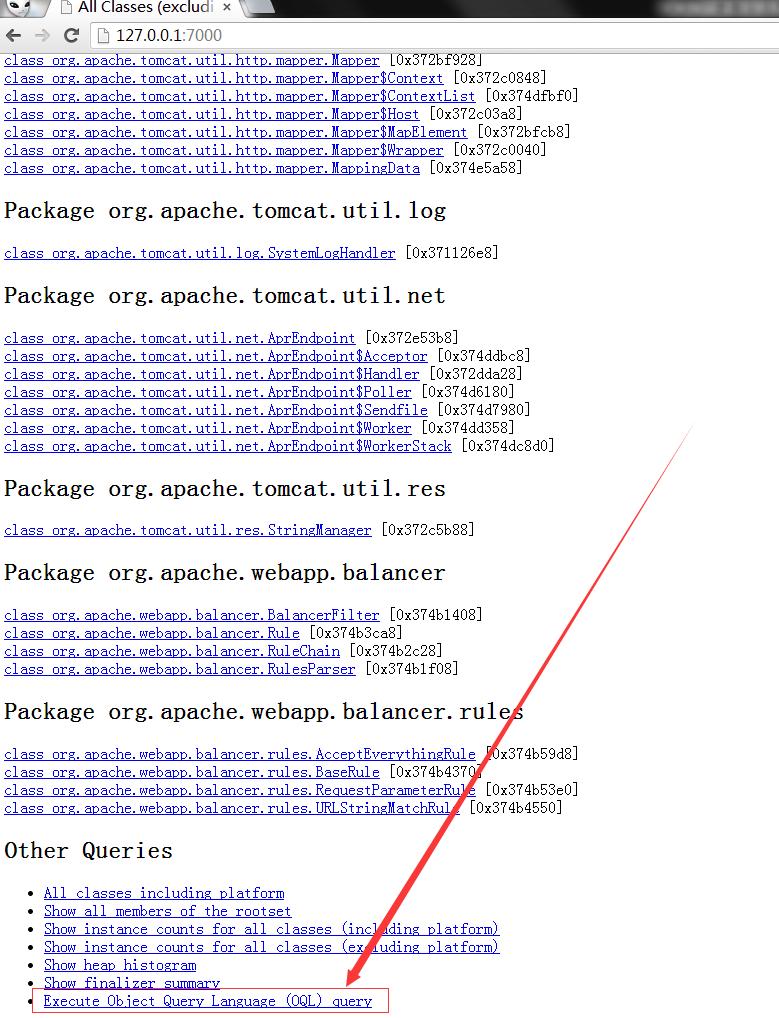 All Classes (excludi
127.0.0.1:7000
class org.apache.tomcat.util.http.mapper.Mapper [0x372bf928]
class org.apache.tomcat.util.http.mapper.Mapper$Context [0x372c0848]
class org.apache.tomcat.util.http.mapper.Mapper$ContextList [0x374dfbf0]
class org.apache.tomcat.util.http.mapper.Mapper$Host [0x372c03a8]
class org.apache.tomcat.util.http.mapper.Mapper$MapElement [0x372bfcb8]
class org.apache.tomcat.util.http.mapper.Mapper$Wrapper [0x372c0040]
class org.apache.tomcat.util.http.mapper.MappingData [0x374e5a58]
Package org.apache.tomcat.util.log
class org.apache.tomcat.util.log.SystemLogHandler [0x371126e8]
Package org.apache.tomcat.util.net
class org.apache.tomcat.util.net.AprEndpoint [0x372e53b8]
class org.apache.tomcat.util.net.AprEndpoint$Acceptor [0x374ddbc8]
class org.apache.tomcat.util.net.AprEndpoint$Handler [0x372dda28]
class org.apache.tomcat.util.net.AprEndpoint$Poller [0x374d6180]
class org.apache.tomcat.util.net.AprEndpoint$Sendfile [0x374d7980]
class org.apache.tomcat.util.net.AprEndpoint$Worker [0x374dd358]
class org.apache.tomcat.util.net.AprEndpoint$WorkerStack [0x374dc8d0]
Package org.apache.tomcat.util.res
class org.apache.tomcat.util.res.StringManager [0x372c5b88]
Package org.apache.webapp.balancer
class org.apache.webapp.balancer.BalancerFilter [0x374b1408]
class org.apache.webapp.balancer.Rule [0x374b3ca8]
class org.apache.webapp.balancer.RuleChain [0x374b2c28]
class org.apache.webapp.balancer.RulesParser [0x374b1f08]
Package org.apache.webapp.balancer.rules
class org.apache.webapp.balancer.rules.AcceptEverythingRule [0x374b59d8]
class org.apache.webapp.balancer.rules.BaseRule [0x374b4370]
class org.apache.webapp.balancer.rules.RequestParameterRule [0x374b53e0]
class org.apache.webapp.balancer.rules.URLStringMatchRule [0x374b4550]
Other Queries
All classes including platform
Show all members of the rootset
Show instance counts for all classes (including platform)
Show instance counts for all classes (excluding platform)
Show heap histogram
Show finalizer summary
Execute Object Query Language (OQL) query